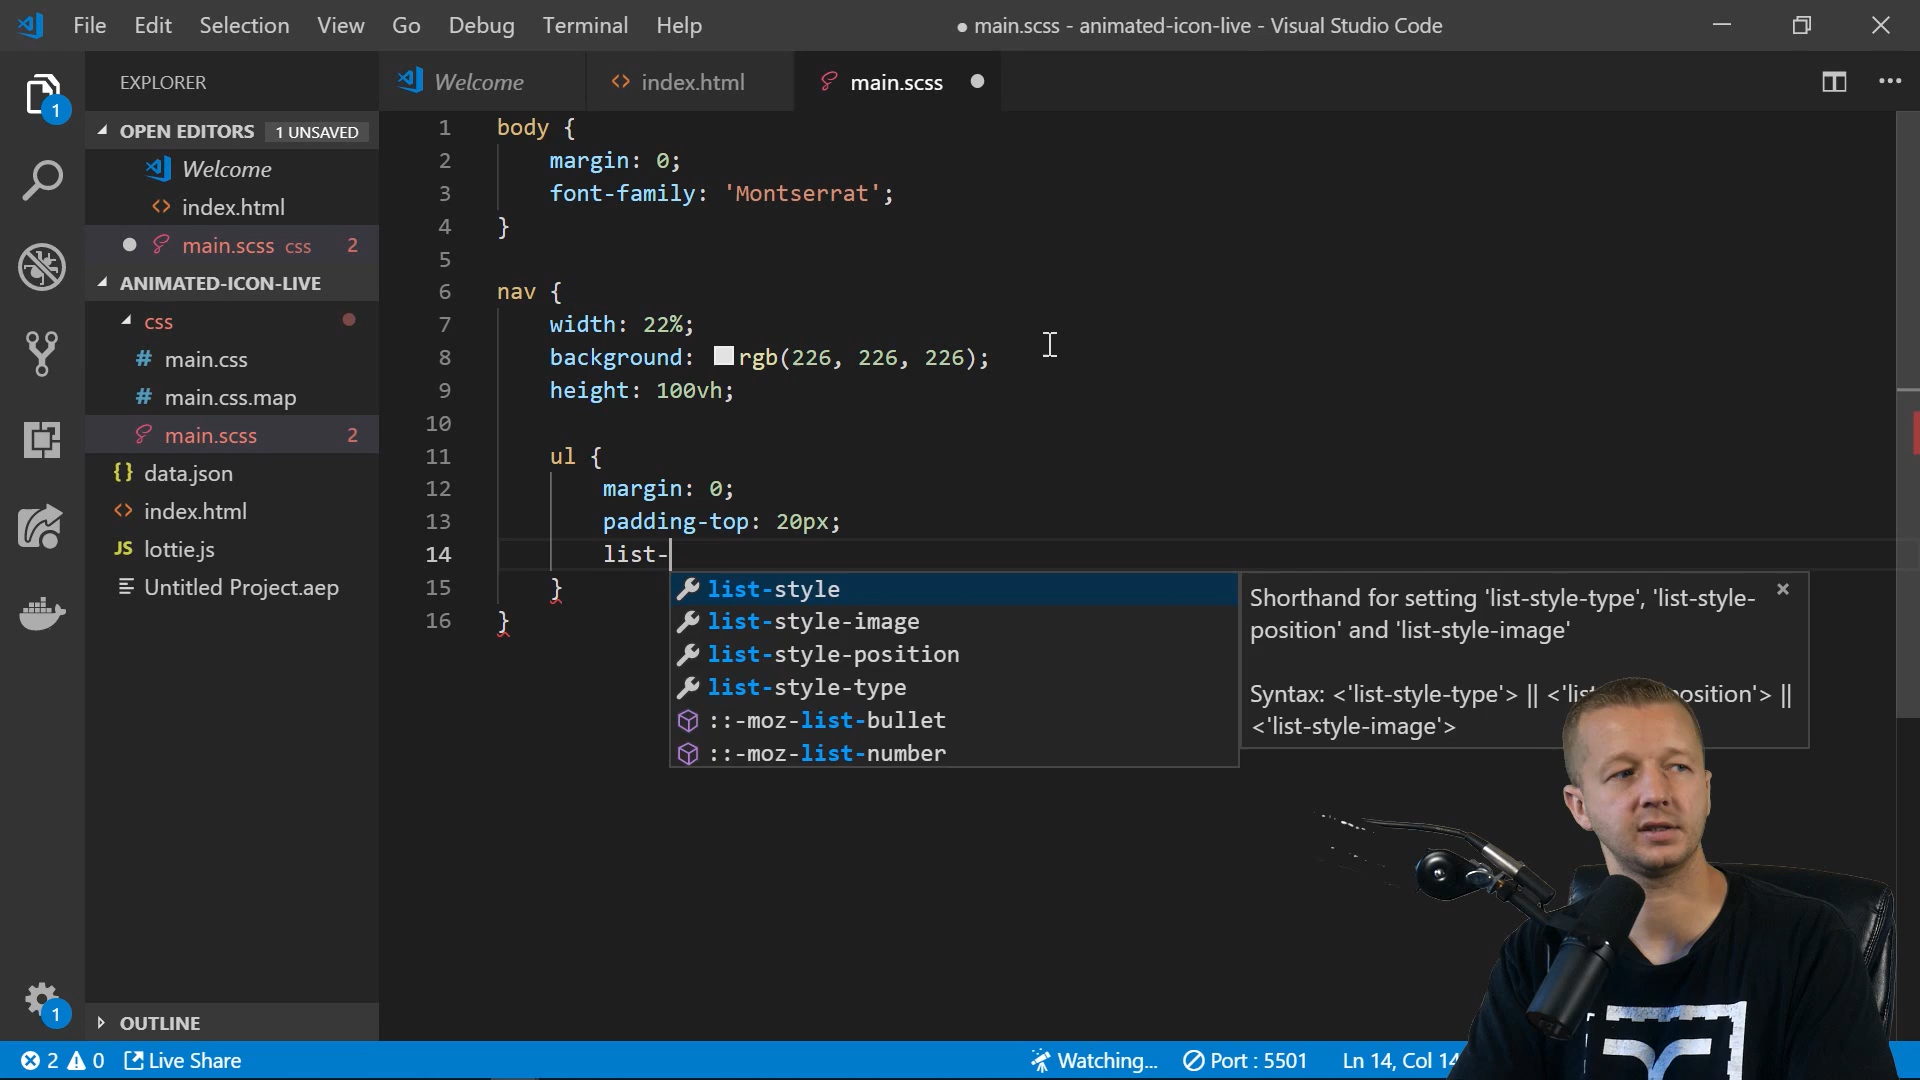 File Edit Selection View Go Debug Terminal Help
● main.scss - animated-icon-live - Visual Studio Code
EXPLORER
Welcome
index.html
main.scss
1
OPEN EDITORS 1 UNSAVED
Welcome
index.html
main.scss css 2
ANIMATED-ICON-LIVE
css
# main.css
# main.css.map
main.scss 2
{} data.json
<> index.html
JS lottie.js
Untitled Project.aep
1 body {
2 margin: 0;
3 font-family: 'Montserrat';
4 }
5
6 nav {
7 width: 22%;
8 background: rgb(226, 226, 226);
9 height: 100vh;
10
11 ul {
12 margin: 0;
13 padding-top: 20px;
14 list-
15 }
16 }
list-style
list-style-image
list-style-position
list-style-type
::-moz-list-bullet
::-moz-list-number
Shorthand for setting 'list-style-type', 'list-style-
position' and 'list-style-image'
Syntax: <'list-style-type'> || <'lis osition'> ||
<'list-style-image'>
1
OUTLINE
2 0 Live Share
Watching... Port : 5501 Ln 14, Col 14